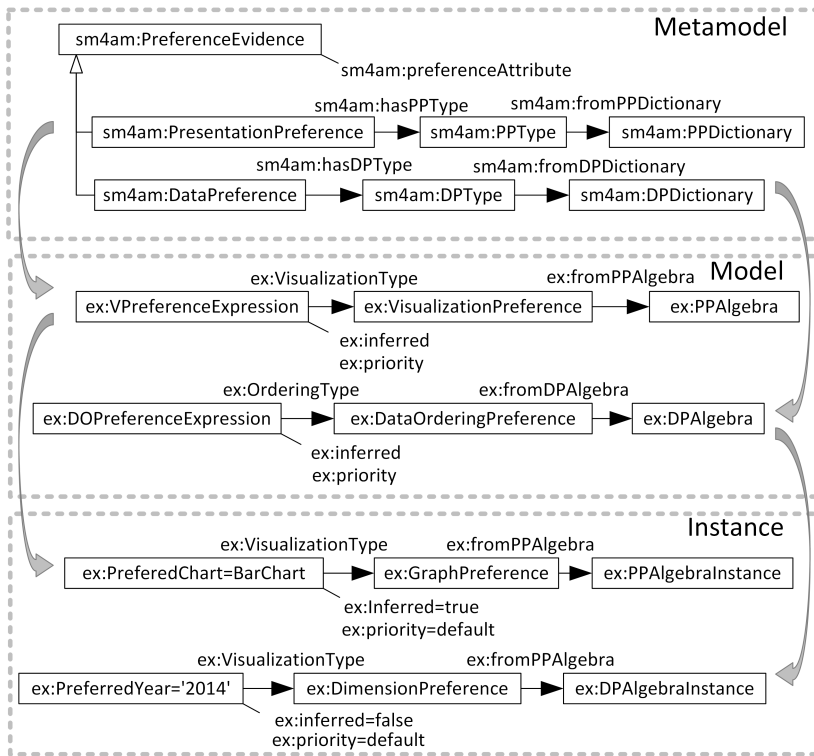 Metamodel
sm4am:PreferenceEvidence
sm4am:preferenceAttribute
sm4am:hasPPType
sm4am:fromPPDictionary
sm4am:PresentationPreference
sm4am:PPType
sm4am:PPDictionary
sm4am:hasDPType
sm4am:fromDPDictionary
sm4am:DataPreference
sm4am:DPType
sm4am:DPDictionary
Model
ex:VisualizationType
ex:fromPPAlgebra
ex:VPreferenceExpression
ex:VisualizationPreference
ex:PPAlgebra
ex:inferred
ex:priority
ex:OrderingType
ex:fromDPAlgebra
ex:DOPreferenceExpression
ex:DataOrderingPreference
ex:DPAlgebra
ex:inferred
ex:priority
Instance
ex:VisualizationType
ex:fromPPAlgebra
ex:PreferedChart=BarChart
ex:GraphPreference
ex:PPAlgebraInstance
ex:Inferred=true
ex:priority=default
ex:VisualizationType
ex:fromPPAlgebra
ex:PreferredYear='2014'
ex:DimensionPreference
ex:DPAlgebraInstance
ex:inferred=false
ex:priority=default